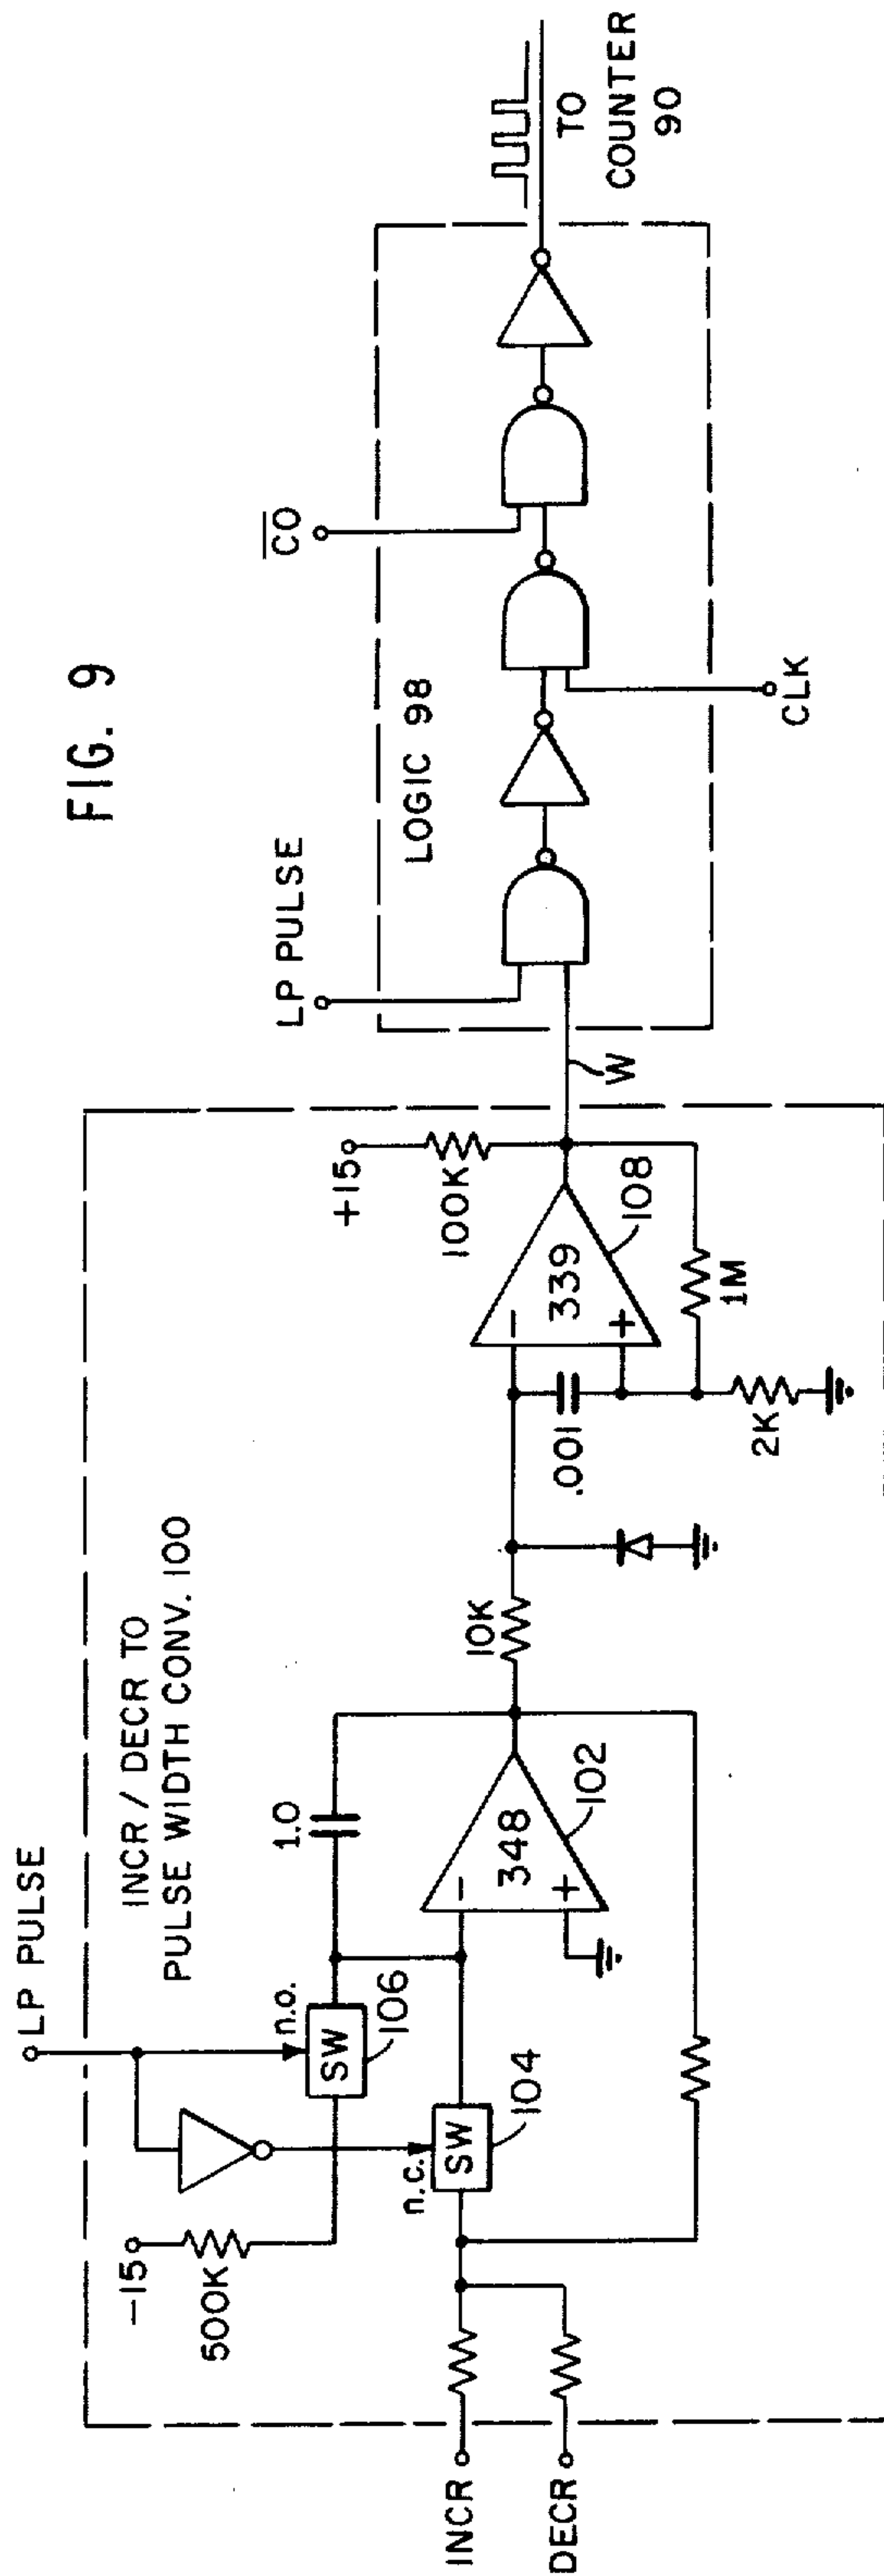 FIG. 9
LP PULSE
INCR / DECR TO
PULSE WIDTH CONV. 100
-15
500K
n.o.
SW
106
n.c.
SW
104
INCR
DECR
1.0
348
-
+
102
10K
.001
2K
339
-
+
108
1M
+15
100K
W
LP PULSE
LOGIC 98
CLK
C̅O̅
TO
COUNTER
90